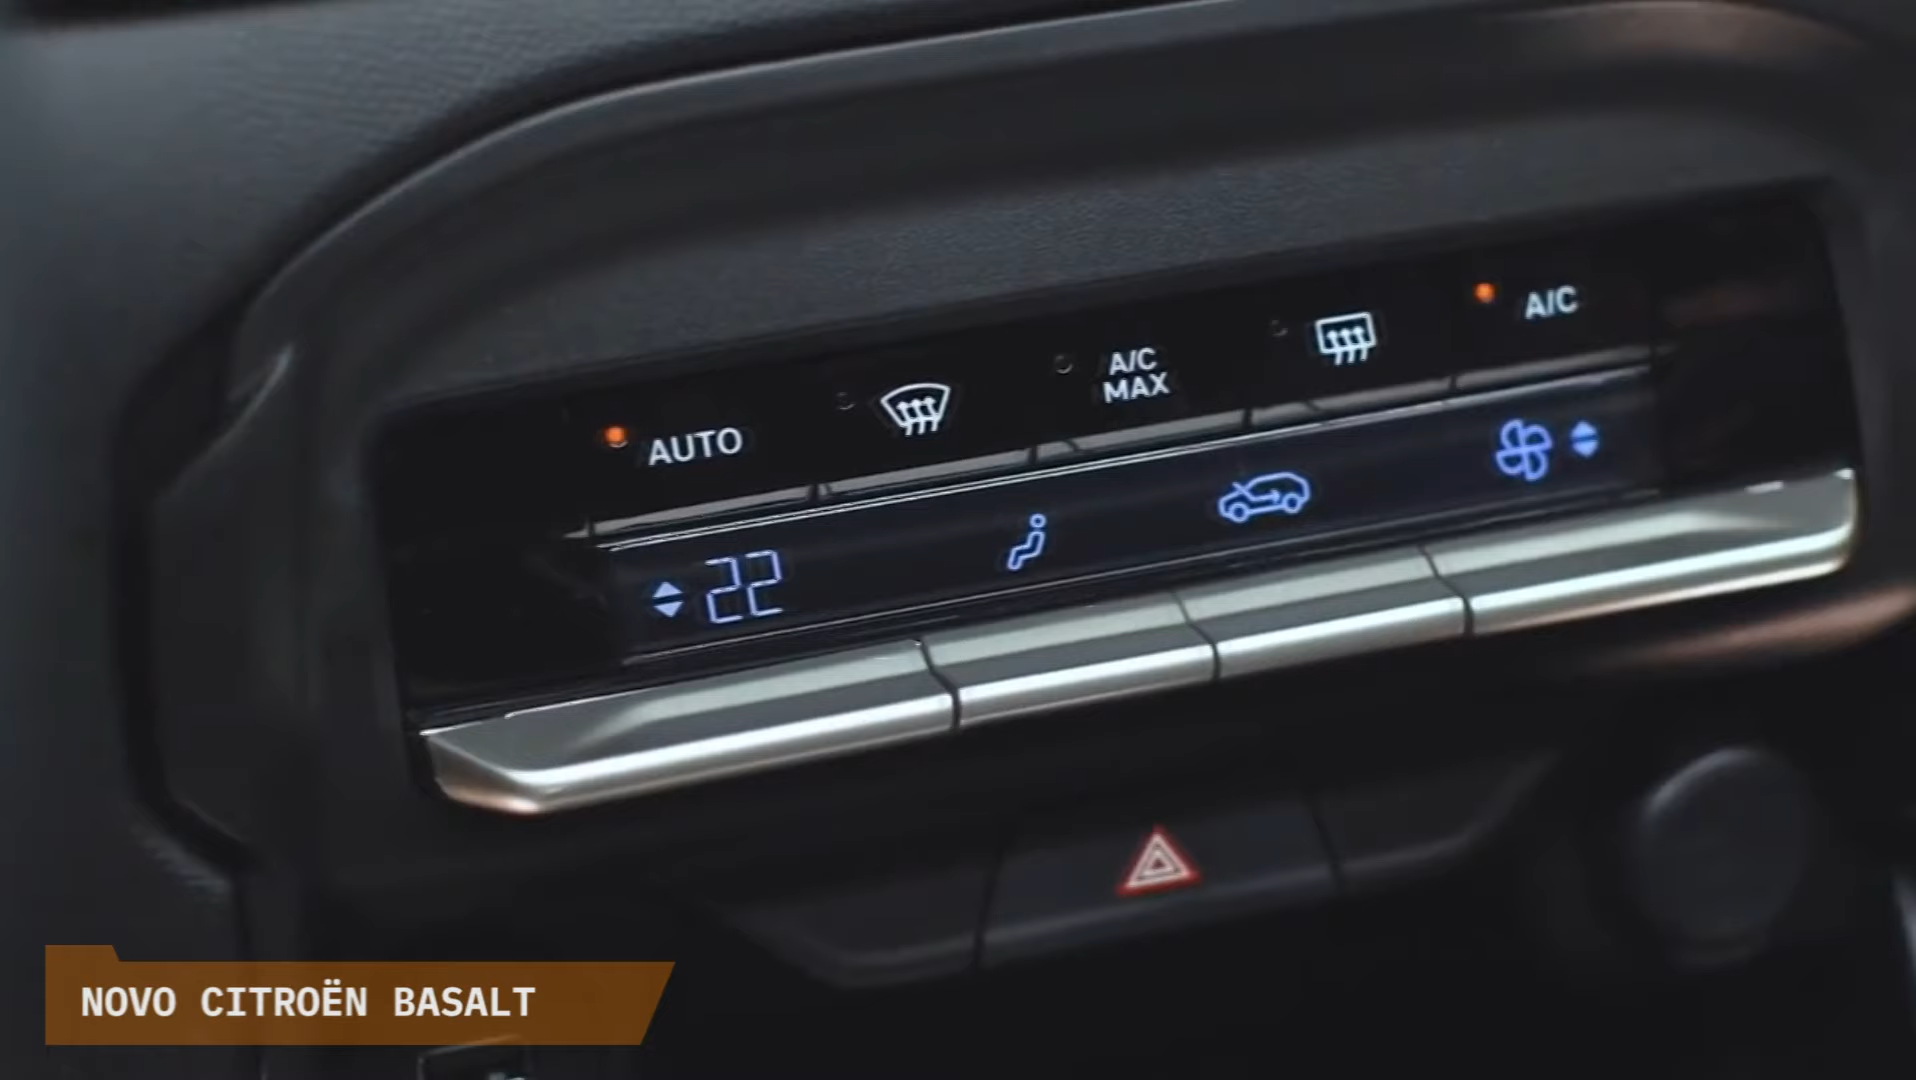 AUTO
A/C
MAX
A/C
22
NOVO CITROËN BASALT